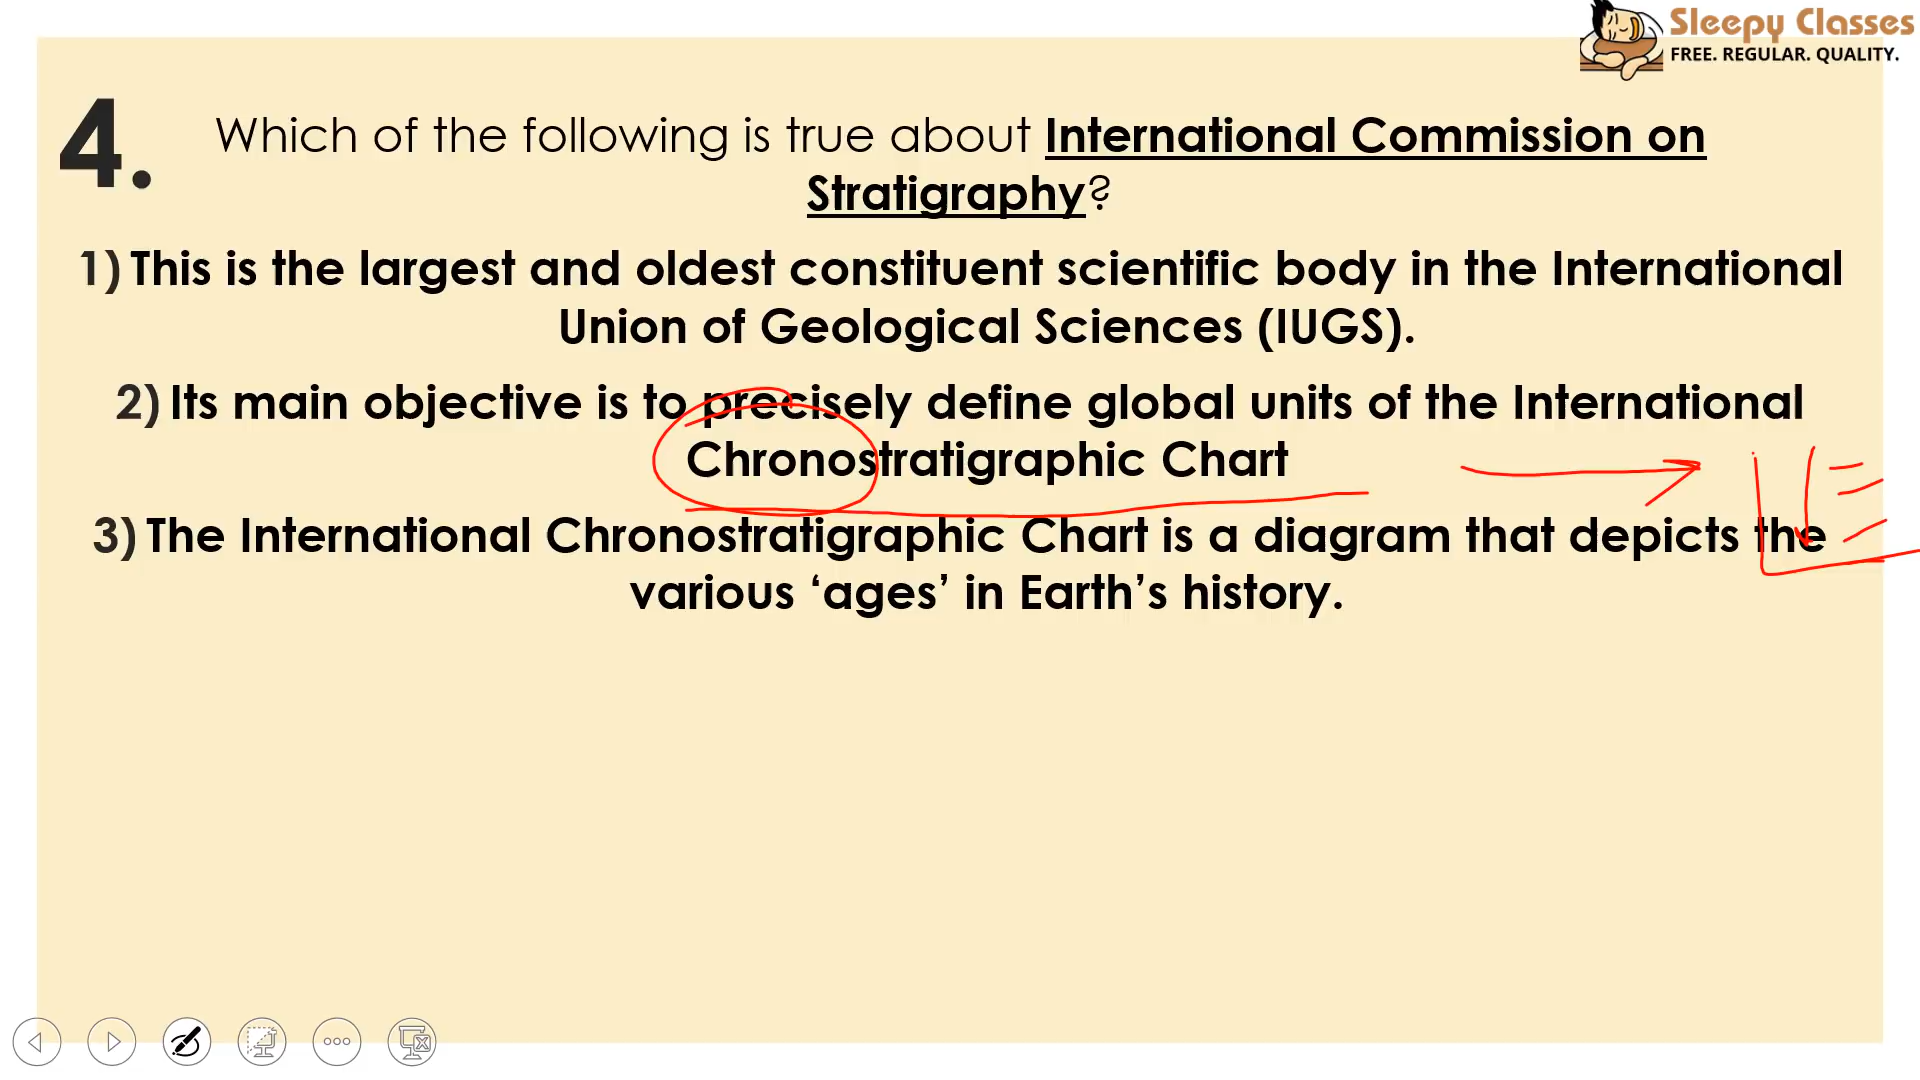 Sleepy Classes
FREE. REGULAR. QUALITY.
4.
Which of the following is true about International Commission on
Stratigraphy?
1) This is the largest and oldest constituent scientific body in the International
Union of Geological Sciences (IUGS).
2) Its main objective is to precisely define global units of the International
Chronostratigraphic Chart
3) The International Chronostratigraphic Chart is a diagram that depicts the
various ‘ages’ in Earth’s history.